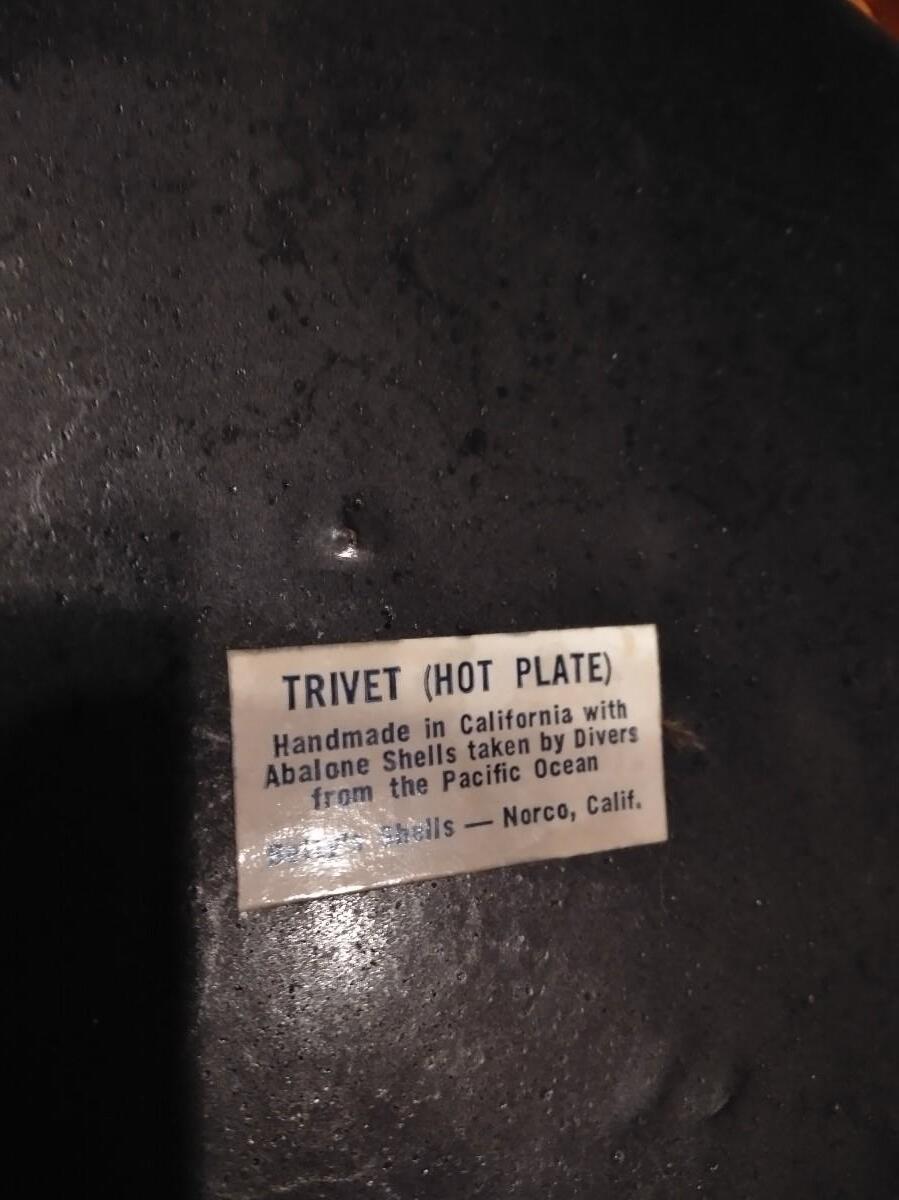 TRIVET (HOT PLATE)
Handmade in California with
Abalone Shells taken by Divers
from the Pacific Ocean
Shells — Norco, Calif.